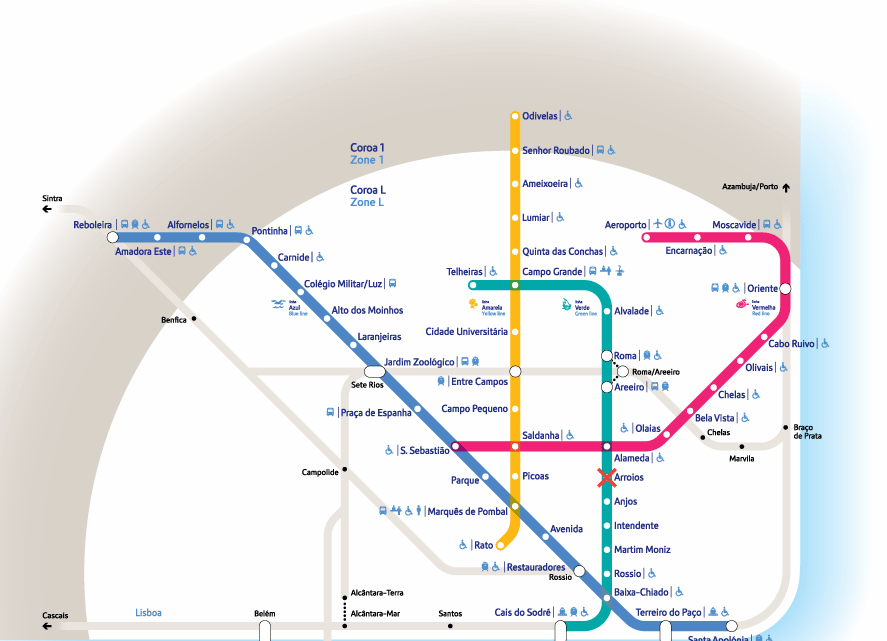 Odivelas
Coroa 1
Zone 1
Senhor Roubado
Ameixoeira
Azambuja/Porto
Coroa L
Zone L
Sintra
Lumiar
Reboleira
Alfornelos
Pontinha
Aeroporto
Moscavide
Amadora Este
Quinta das Conchas
Encarnação
Carnide
Telheiras
Campo Grande
Colégio Militar/Luz
Oriente
linha
Azul
Blue line
linha
Amarela
Yellow line
linha
Verde
Green line
linha
Vermelha
Red line
Alto dos Moinhos
Alvalade
Benfica
Cidade Universitária
Laranjeiras
Cabo Ruivo
Jardim Zoológico
Roma
Olivais
Roma/Areeiro
Sete Rios
Entre Campos
Areeiro
Chelas
Praça de Espanha
Campo Pequeno
Bela Vista
Saldanha
Olaias
Chelas
Braço
de Prata
S. Sebastião
Alameda
Marvila
Campolide
Parque
Picoas
Arroios
Anjos
Marquês de Pombal
Avenida
Intendente
Rato
Martim Moniz
Restauradores
Rossio
Rossio
Alcântara-Terra
Baixa-Chiado
Cascais
Lisboa
Belém
Alcântara-Mar
Santos
Cais do Sodré
Terreiro do Paço
Santa Apolónia